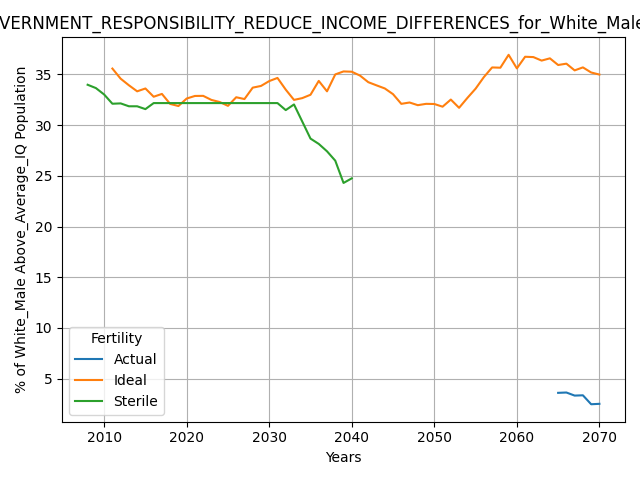 VERNMENT_RESPONSIBILITY_REDUCE_INCOME_DIFFERENCES_for_White_Male
% of White_Male Above_Average_IQ Population
35
30
25
20
15
10
5
Fertility
Actual
Ideal
Sterile
2010 2020 2030 2040 2050 2060 2070
Years